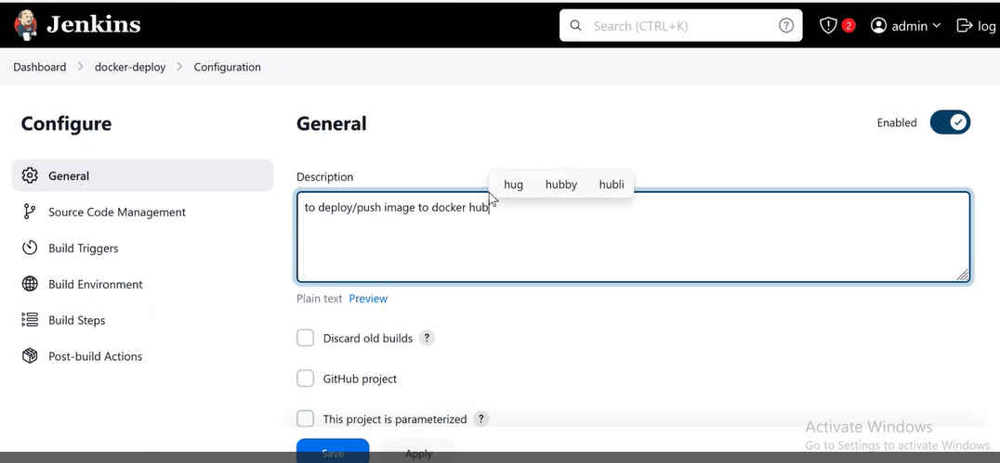 Jenkins
Search (CTRL+K)
?
2
admin
log
Dashboard > docker-deploy > Configuration
Configure
General
Source Code Management
Build Triggers
Build Environment
Build Steps
Post-build Actions
General
Enabled
Description
hug hubby hubli
to deploy/push image to docker hub
Plain text Preview
Discard old builds ?
GitHub project
This project is parameterized ?
Save Apply
Activate Windows
Go to Settings to activate Windows.